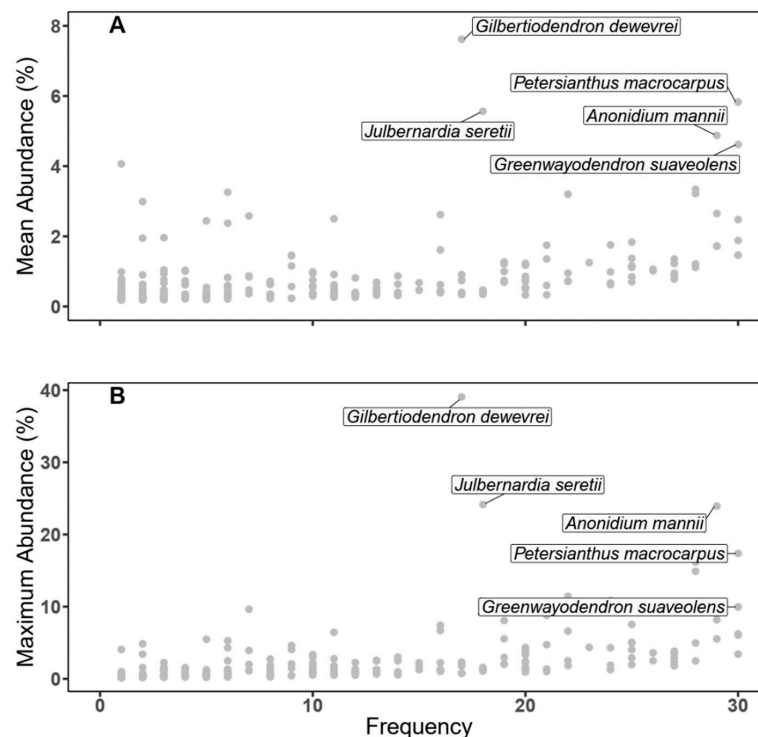 A
Gilbertiodendron dewevrei
Petersianthus macrocarpus
Anonidium mannii
Julbernardia seretii
Greenwayodendron suaveolens
Mean Abundance (%)
8
6
4
2
0
B
Gilbertiodendron dewevrei
Julbernardia seretii
Anonidium mannii
Petersianthus macrocarpus
Greenwayodendron suaveolens
Maximum Abundance (%)
40
30
20
10
0
0 10 20 30
Frequency